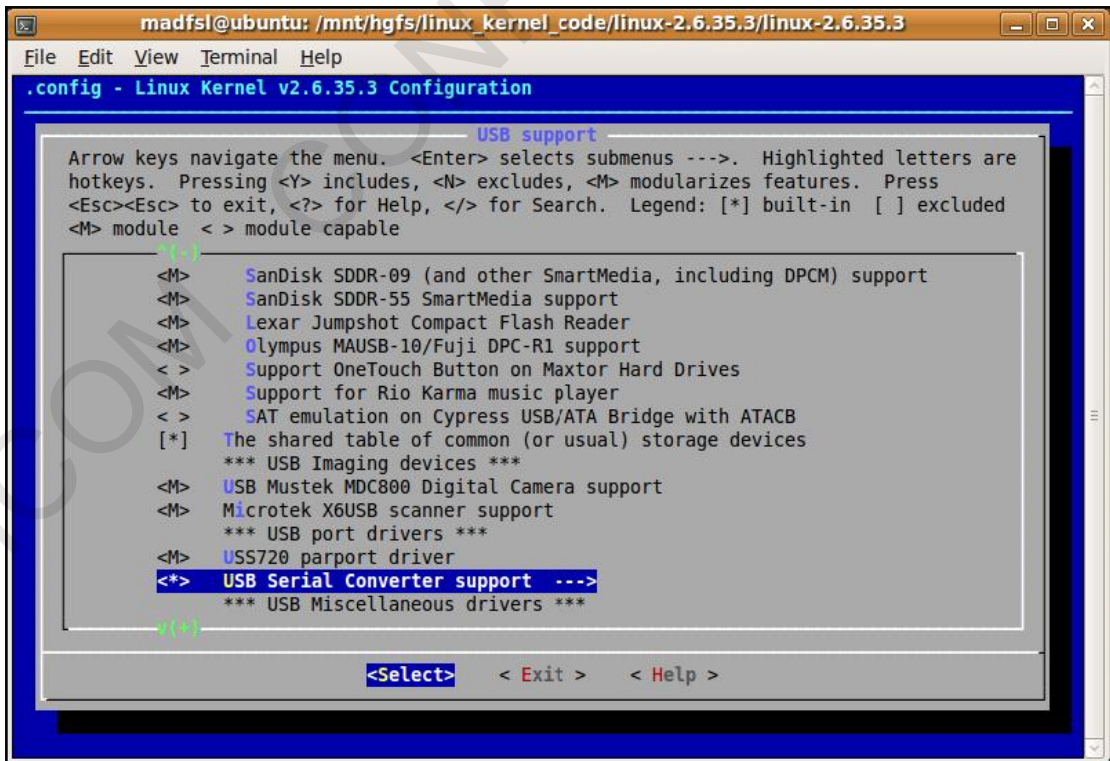 madfsl@ubuntu: /mnt/hgfs/linux_kernel_code/linux-2.6.35.3/linux-2.6.35.3
File Edit View Terminal Help
.config - Linux Kernel v2.6.35.3 Configuration
USB support
Arrow keys navigate the menu. <Enter> selects submenus --->. Highlighted letters are
hotkeys. Pressing <Y> includes, <N> excludes, <M> modularizes features. Press
<Esc><Esc> to exit, <?> for Help, </> for Search. Legend: [*] built-in [ ] excluded
<M> module < > module capable
^(-)
<M> SanDisk SDDR-09 (and other SmartMedia, including DPCM) support
<M> SanDisk SDDR-55 SmartMedia support
<M> Lexar Jumpshot Compact Flash Reader
<M> Olympus MAUSB-10/Fuji DPC-R1 support
< > Support OneTouch Button on Maxtor Hard Drives
<M> Support for Rio Karma music player
< > SAT emulation on Cypress USB/ATA Bridge with ATACB
[*] The shared table of common (or usual) storage devices
*** USB Imaging devices ***
<M> USB Mustek MDC800 Digital Camera support
<M> Microtek X6USB scanner support
*** USB port drivers ***
<M> USS720 parport driver
<*> USB Serial Converter support --->
*** USB Miscellaneous drivers ***
v(+)
<Select> < Exit > < Help >